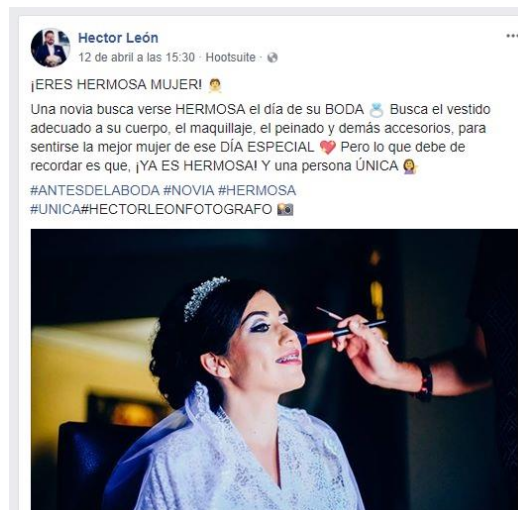 Hector León
12 de abril a las 15:30 · Hootsuite ·
¡ERES HERMOSA MUJER! 👰
Una novia busca verse HERMOSA el día de su BODA 💍 Busca el vestido
adecuado a su cuerpo, el maquillaje, el peinado y demás accesorios, para
sentirse la mejor mujer de ese DÍA ESPECIAL 💖 Pero lo que debe de
recordar es que, ¡YA ES HERMOSA! Y una persona ÚNICA 💇
#ANTESDELABODA #NOVIA #HERMOSA
#UNICA#HECTORLEONFOTOGRAFO 📸